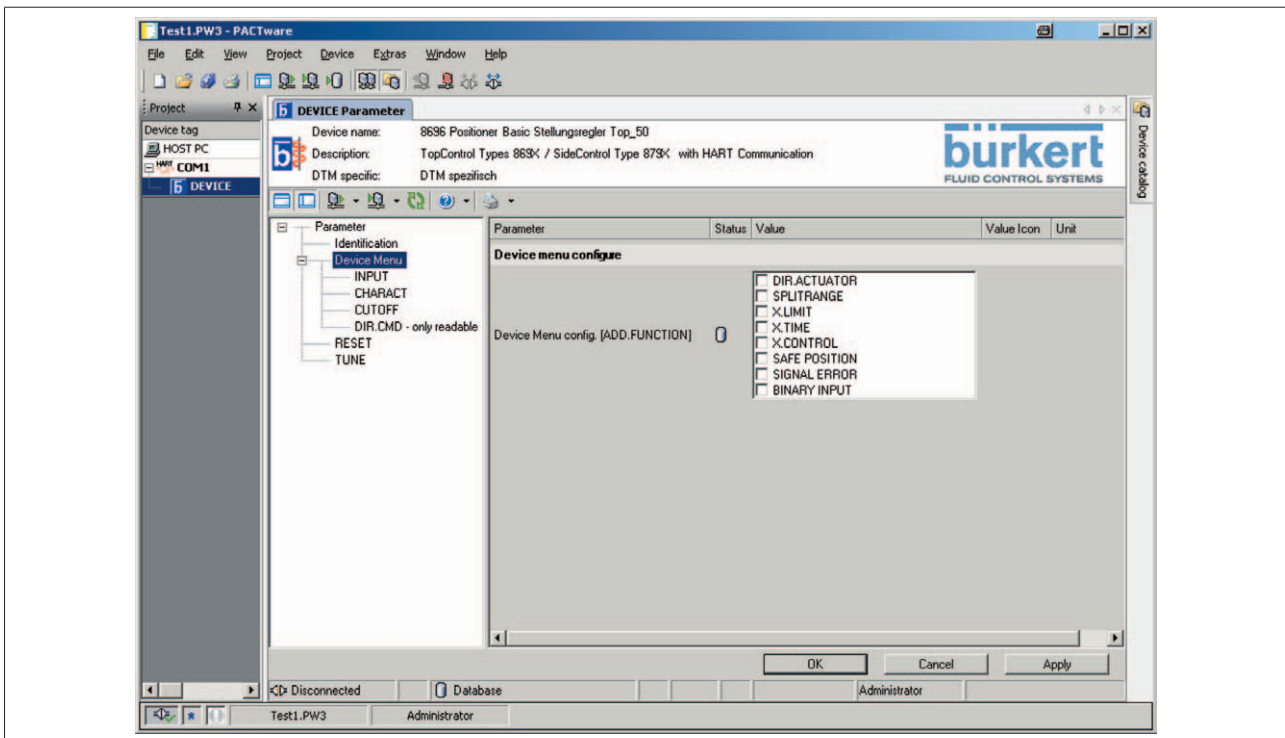 Test1.PW3 - PACTware
File Edit View Project Device Extras Window Help
Project
Device tag
HOST PC
HART COM1
DEVICE
DEVICE Parameter
Device name: 8696 Positioner Basic Stellungsregler Top_50
Description: TopControl Types 869X / SideControl Type 879X with HART Communication
DTM specific: DTM spezifisch
burkert
FLUID CONTROL SYSTEMS
Device catalog
Parameter
Identification
Device Menu
INPUT
CHARACT
CUTOFF
DIR.CMD - only readable
RESET
TUNE
Parameter Status Value Value Icon Unit
Device menu configure
Device Menu config. [ADD.FUNCTION]
DIR.ACTUATOR
SPLITRANGE
X.LIMIT
X.TIME
X.CONTROL
SAFE POSITION
SIGNAL ERROR
BINARY INPUT
OK Cancel Apply
Disconnected Database Administrator
Test1.PW3 Administrator